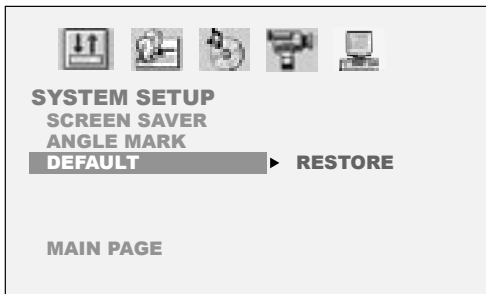 SYSTEM SETUP
SCREEN SAVER
ANGLE MARK
DEFAULT ▶ RESTORE
MAIN PAGE